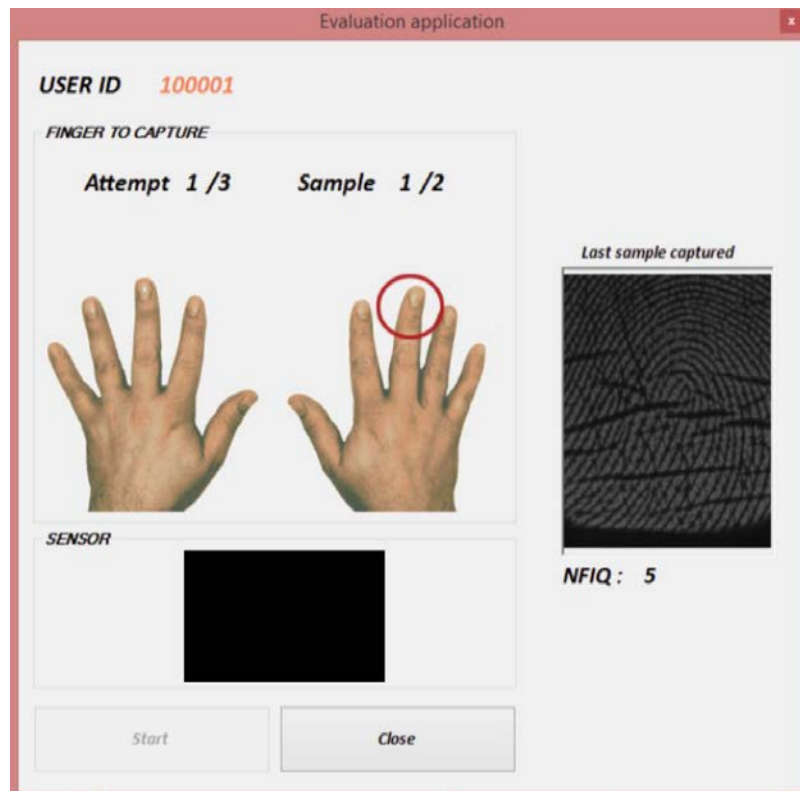 Evaluation application
x
USER ID 100001
FINGER TO CAPTURE
Attempt 1 /3 Sample 1 /2
Last sample captured
NFIQ : 5
SENSOR
Start Close